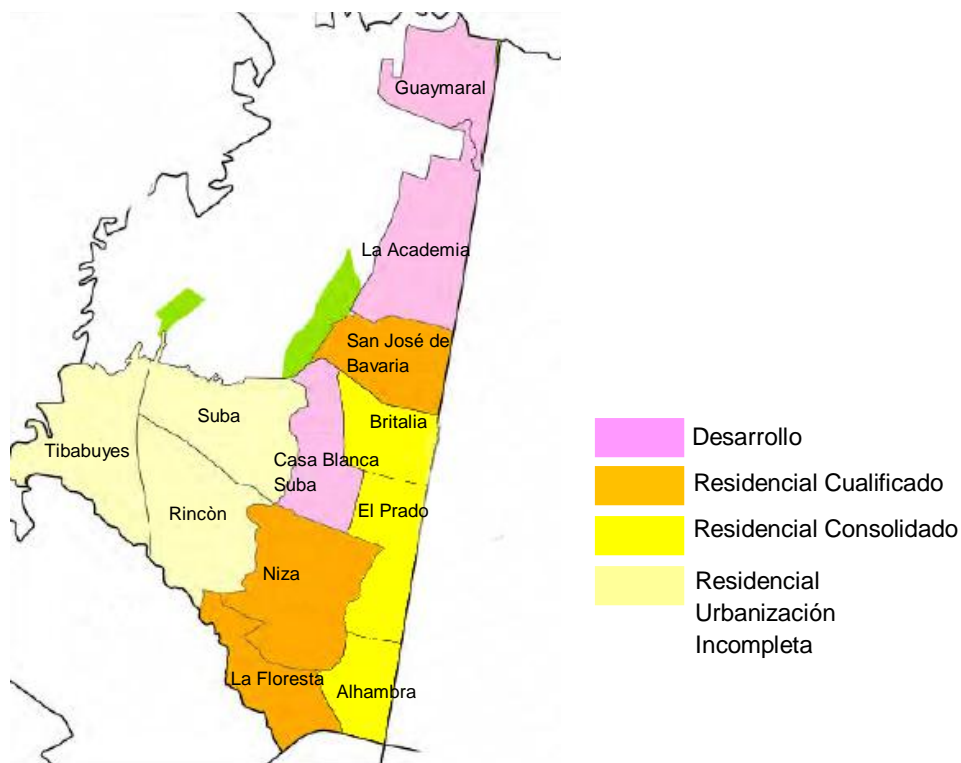 Guaymaral
La Academia
San José de
Bavaria
Suba
Britalia
Tibabuyes
Casa Blanca
Suba
Rincòn
El Prado
Niza
La Floresta
Alhambra
Desarrollo
Residencial Cualificado
Residencial Consolidado
Residencial
Urbanización
Incompleta